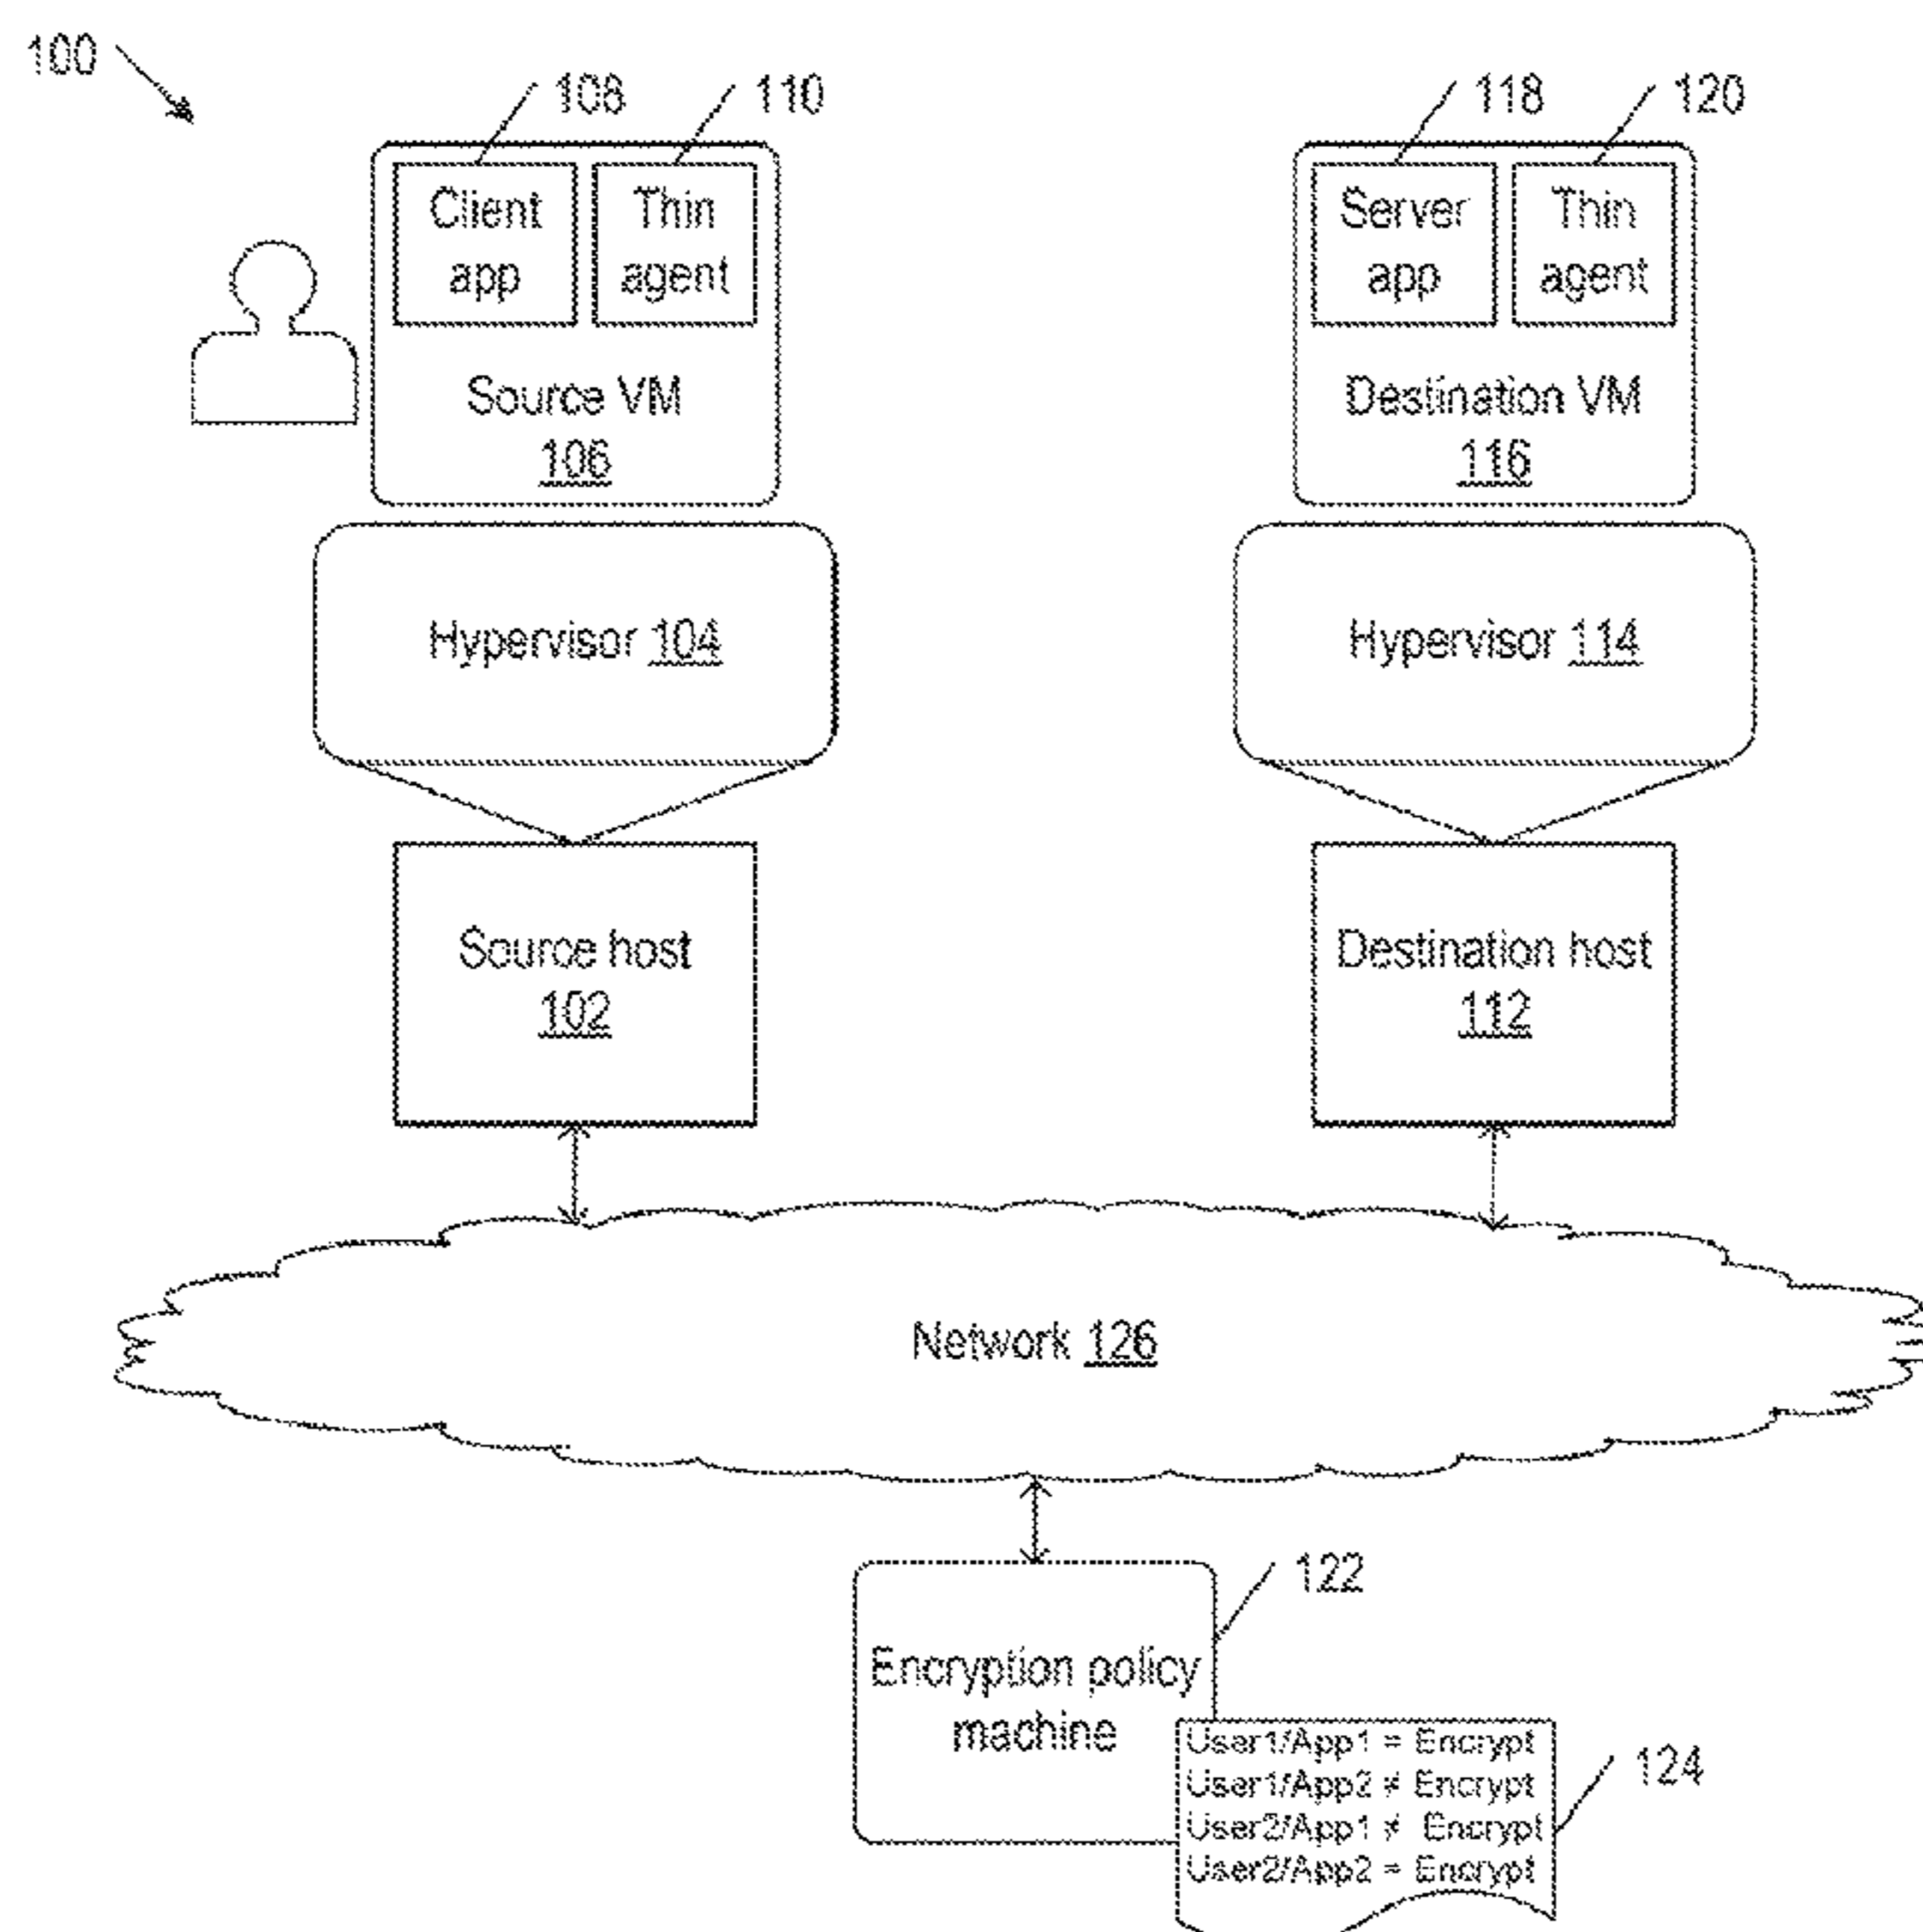 100
108
110
118
120
Client
app
Thin
agent
Server
app
Thin
agent
Source VM
106
Destination VM
116
Hypervisor 104
Hypervisor 114
Source host
102
Destination host
112
Network 126
122
Encryption policy
machine
User1/App1 = Encrypt
User1/App2 ≠ Encrypt
User2/App1 ≠ Encrypt
User2/App2 = Encrypt
124